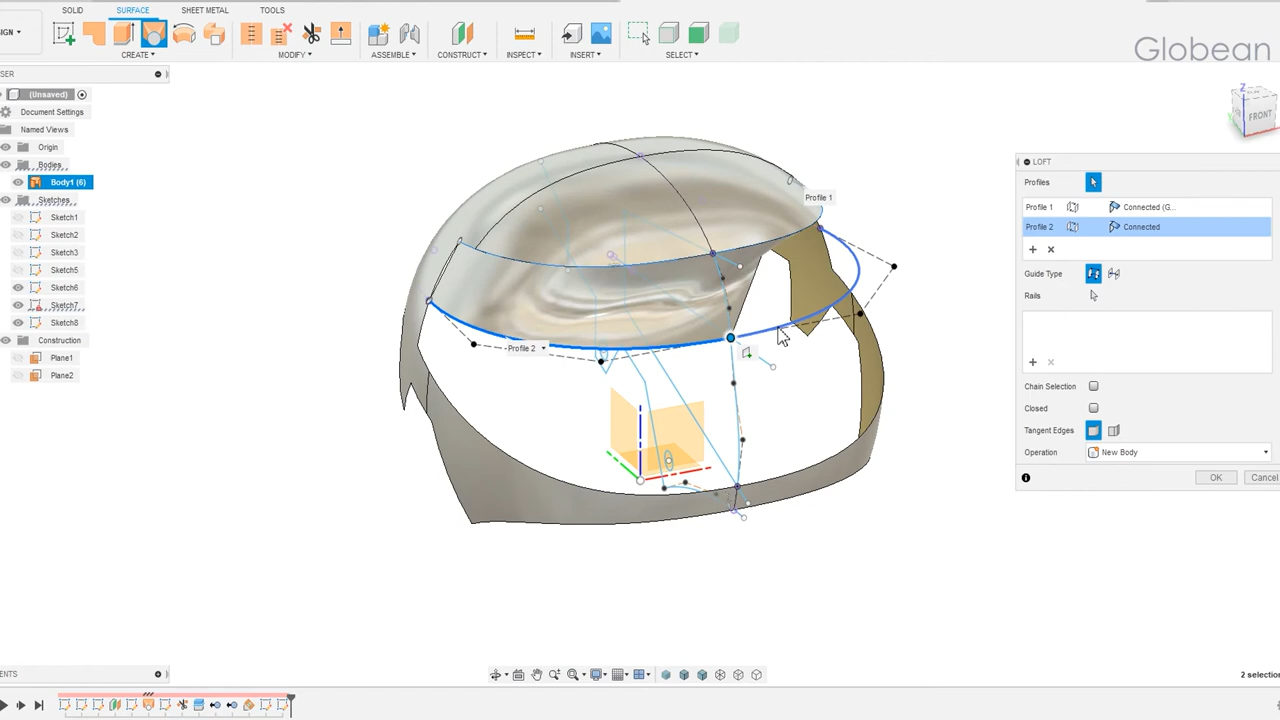 SOLID SURFACE SHEET METAL TOOLS
CREATE MODIFY ASSEMBLE CONSTRUCT INSPECT INSERT SELECT
Globean
(Unsaved)
Document Settings
Named Views
Origin
Bodies
Body1 (6)
Sketches
Sketch1
Sketch2
Sketch3
Sketch5
Sketch6
Sketch7
Sketch8
Construction
Plane1
Plane2
Z
FRONT
Profile 1
Profile 2
LOFT
Profiles
Profile 1 Connected (G...
Profile 2 Connected
Guide Type
Rails
Chain Selection
Closed
Tangent Edges
Operation New Body
OK Cancel
2 selection